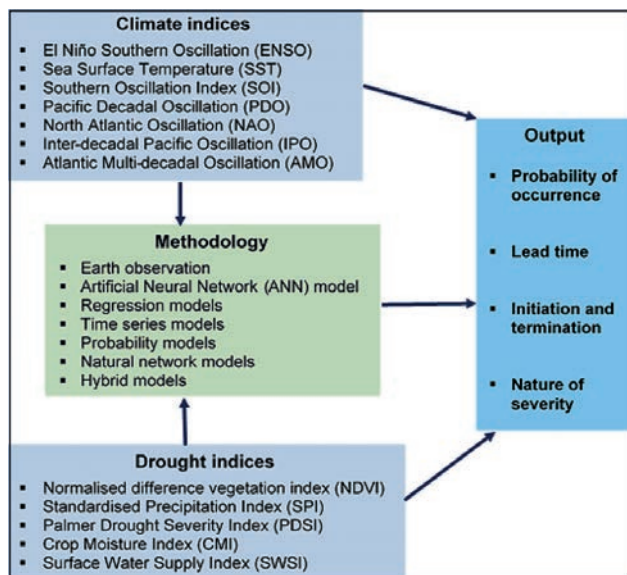 Climate indices
▪ El Niño Southern Oscillation (ENSO)
▪ Sea Surface Temperature (SST)
▪ Southern Oscillation Index (SOI)
▪ Pacific Decadal Oscillation (PDO)
▪ North Atlantic Oscillation (NAO)
▪ Inter-decadal Pacific Oscillation (IPO)
▪ Atlantic Multi-decadal Oscillation (AMO)
Methodology
▪ Earth observation
▪ Artificial Neural Network (ANN) model
▪ Regression models
▪ Time series models
▪ Probability models
▪ Natural network models
▪ Hybrid models
Drought indices
▪ Normalised difference vegetation index (NDVI)
▪ Standardised Precipitation Index (SPI)
▪ Palmer Drought Severity Index (PDSI)
▪ Crop Moisture Index (CMI)
▪ Surface Water Supply Index (SWSI)
Output
▪ Probability of
occurrence
▪ Lead time
▪ Initiation and
termination
▪ Nature of
severity